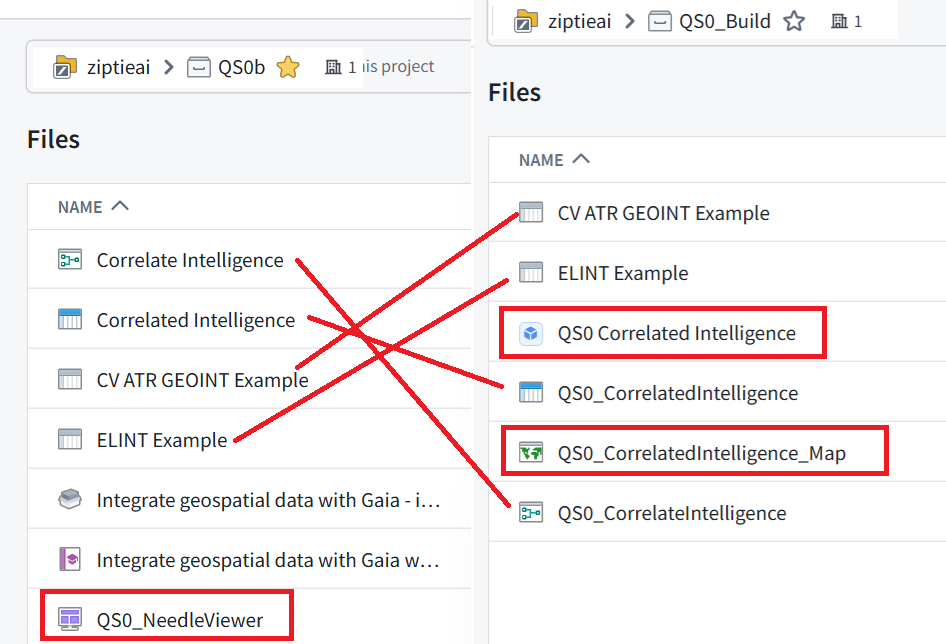 ziptieai > QS0b 1 is project
Files
NAME
Correlate Intelligence
Correlated Intelligence
CV ATR GEOINT Example
ELINT Example
Integrate geospatial data with Gaia - i...
Integrate geospatial data with Gaia w...
QS0_NeedleViewer
ziptieai > QS0_Build 1
Files
NAME
CV ATR GEOINT Example
ELINT Example
QS0 Correlated Intelligence
QS0_CorrelatedIntelligence
QS0_CorrelatedIntelligence_Map
QS0_CorrelateIntelligence